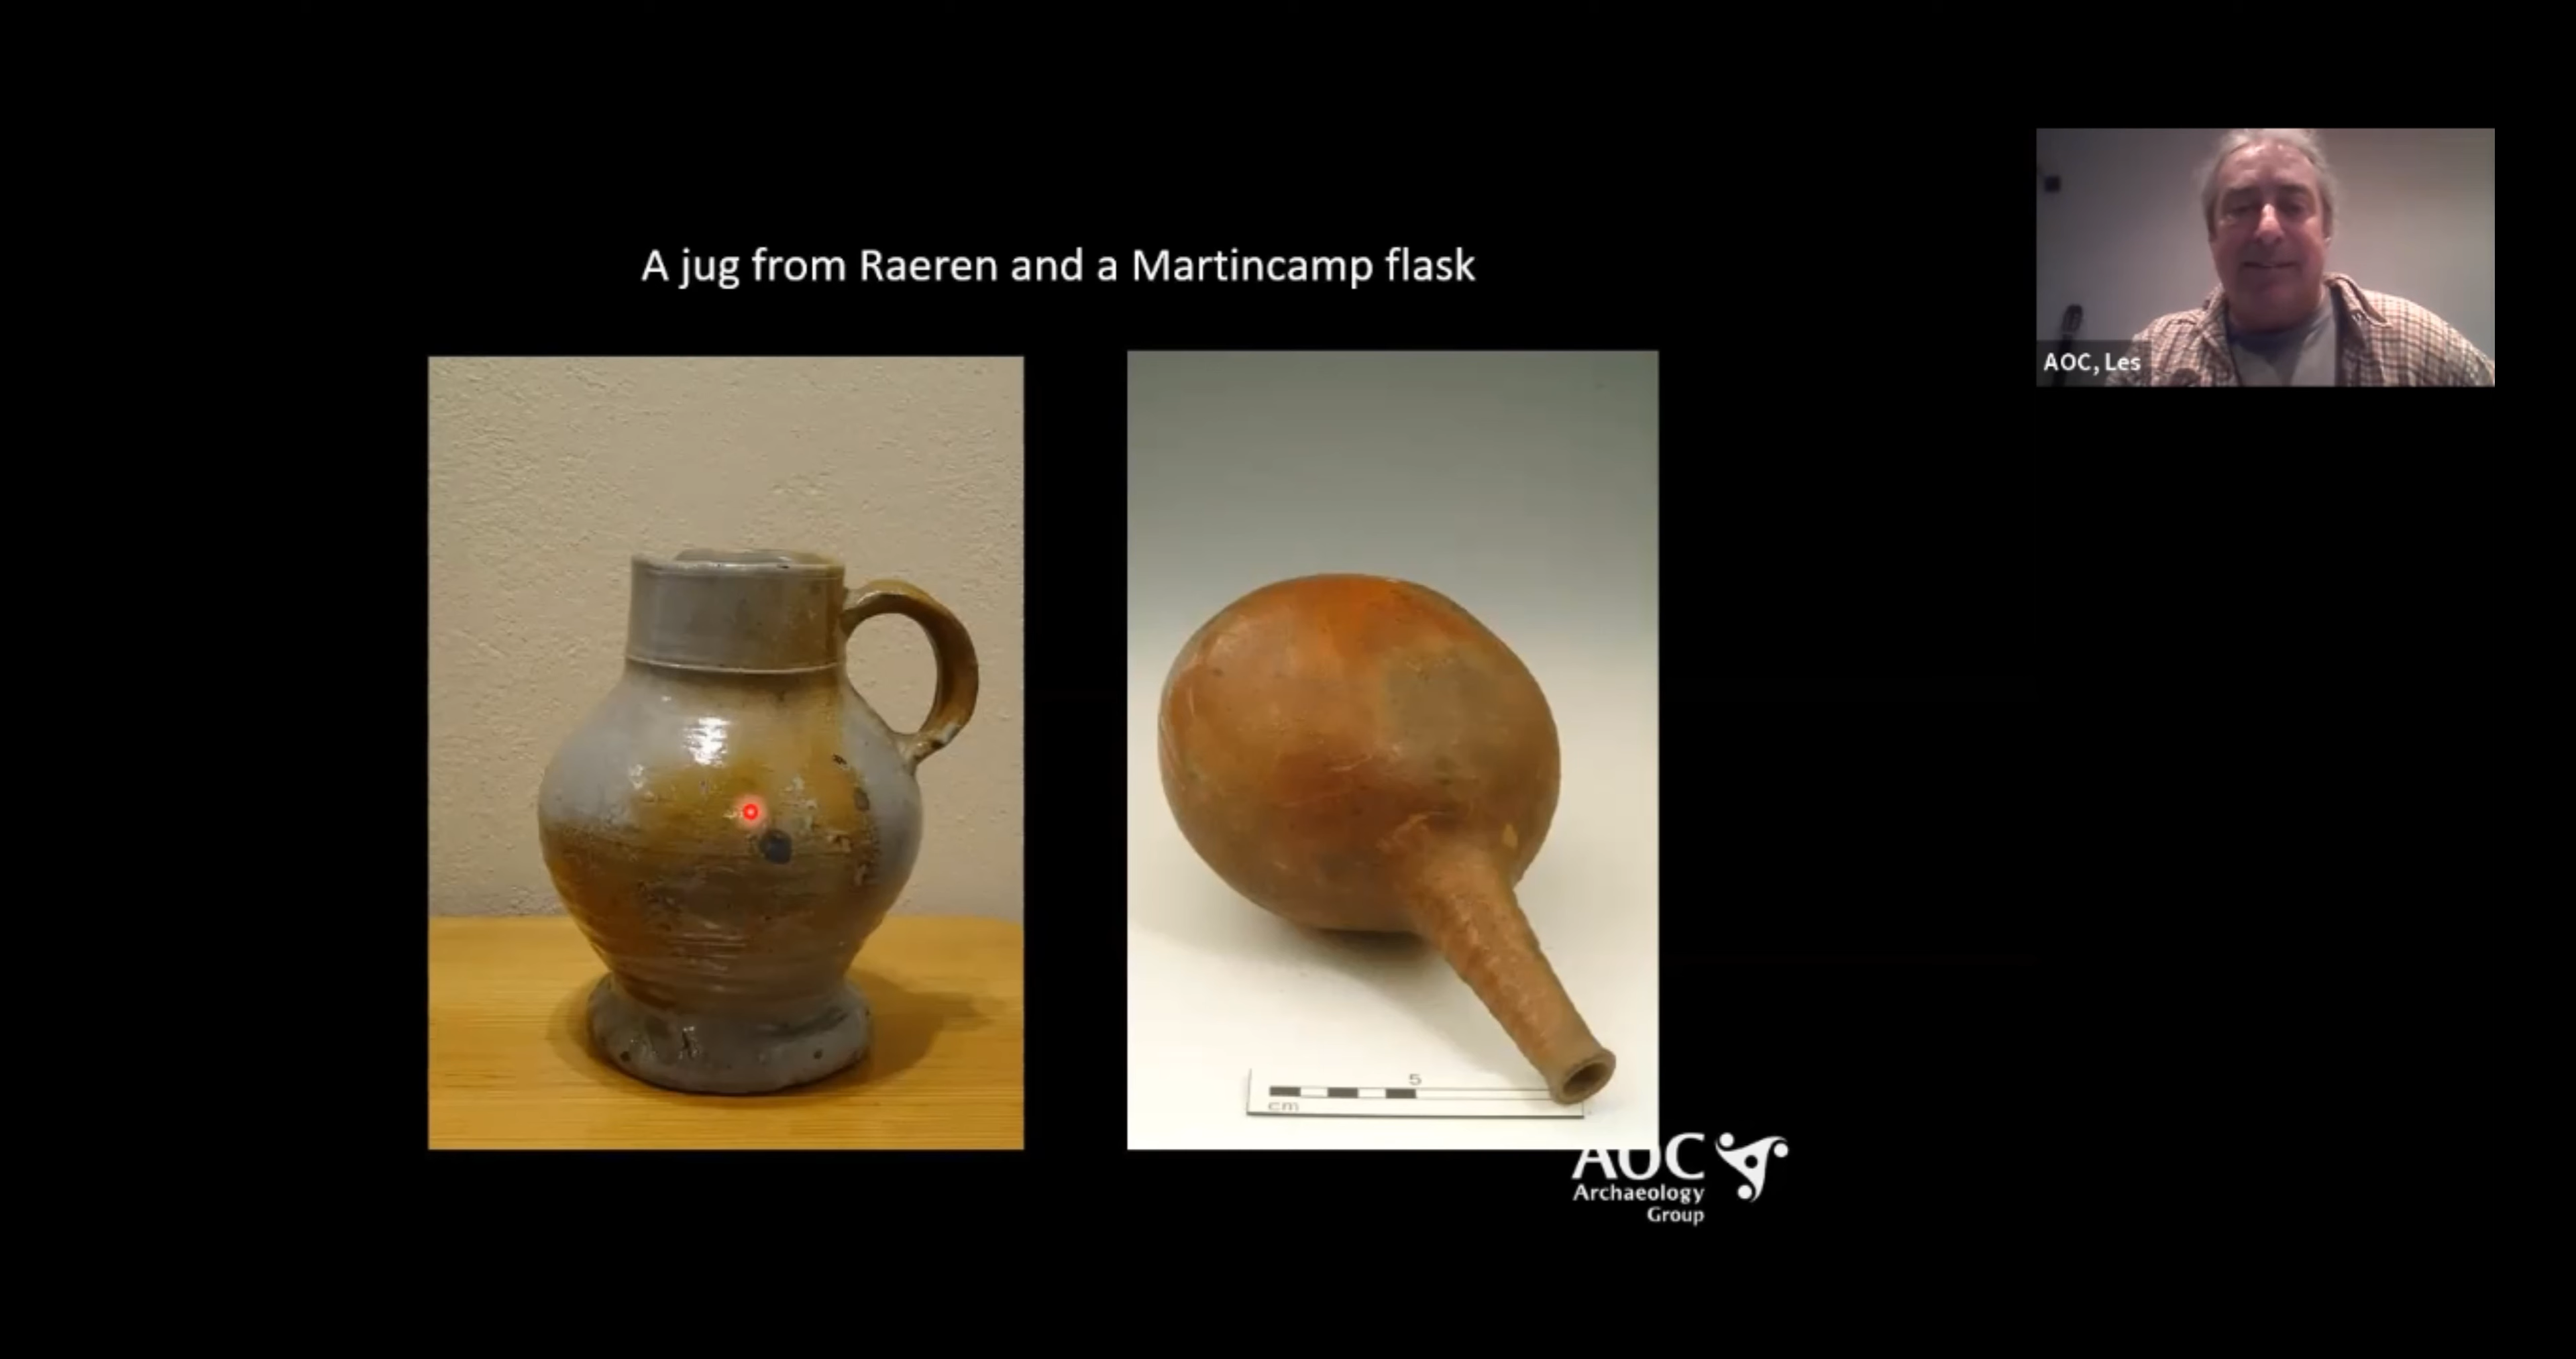 A jug from Raeren and a Martincamp flask
AOC, Les
5
cm
AOC
Archaeology
Group